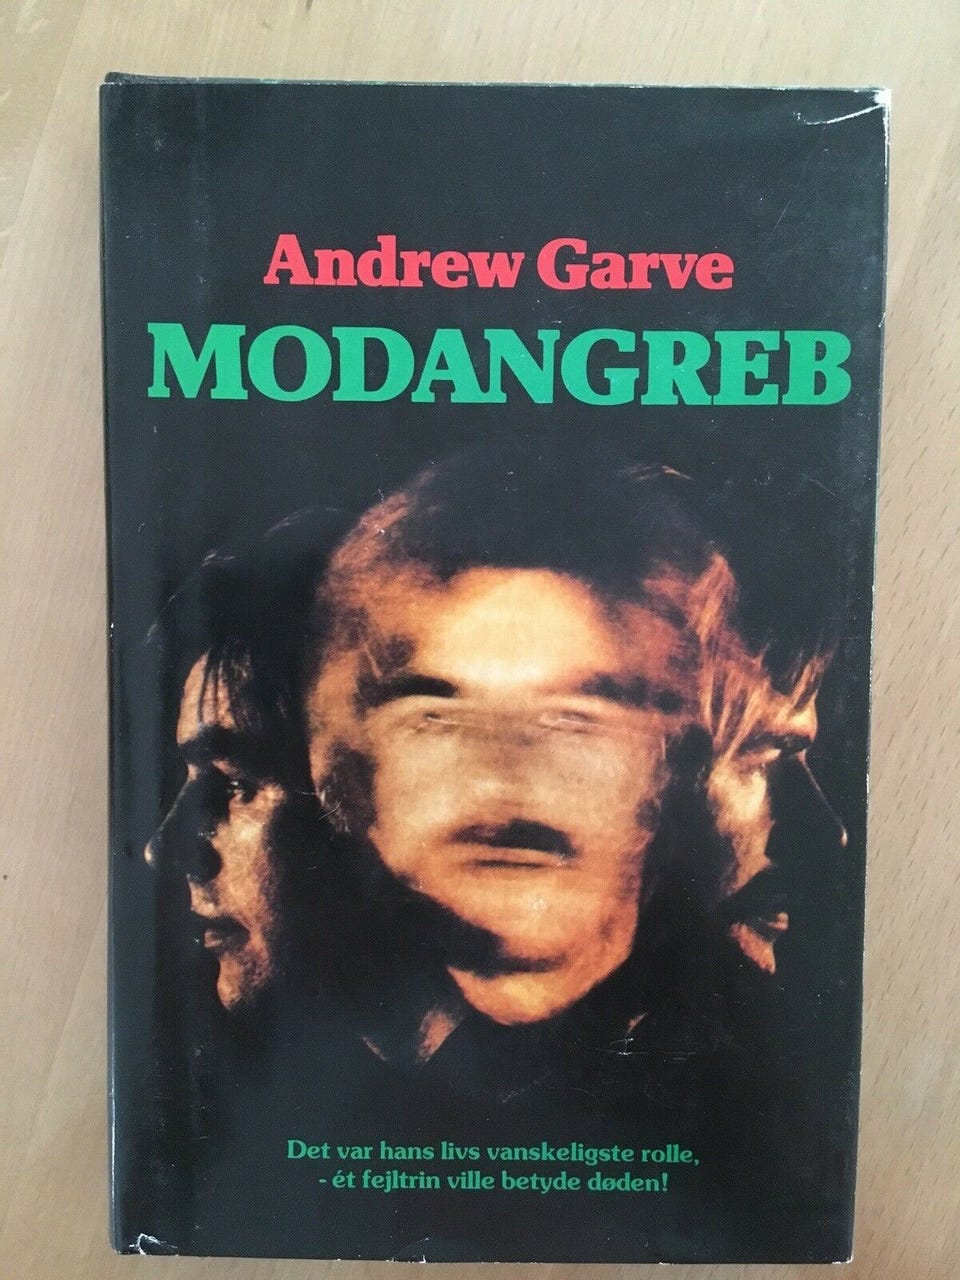 Andrew Garve
MODANGREB
Det var hans livs vanskeligste rolle,
- ét fejltrin ville betyde døden!